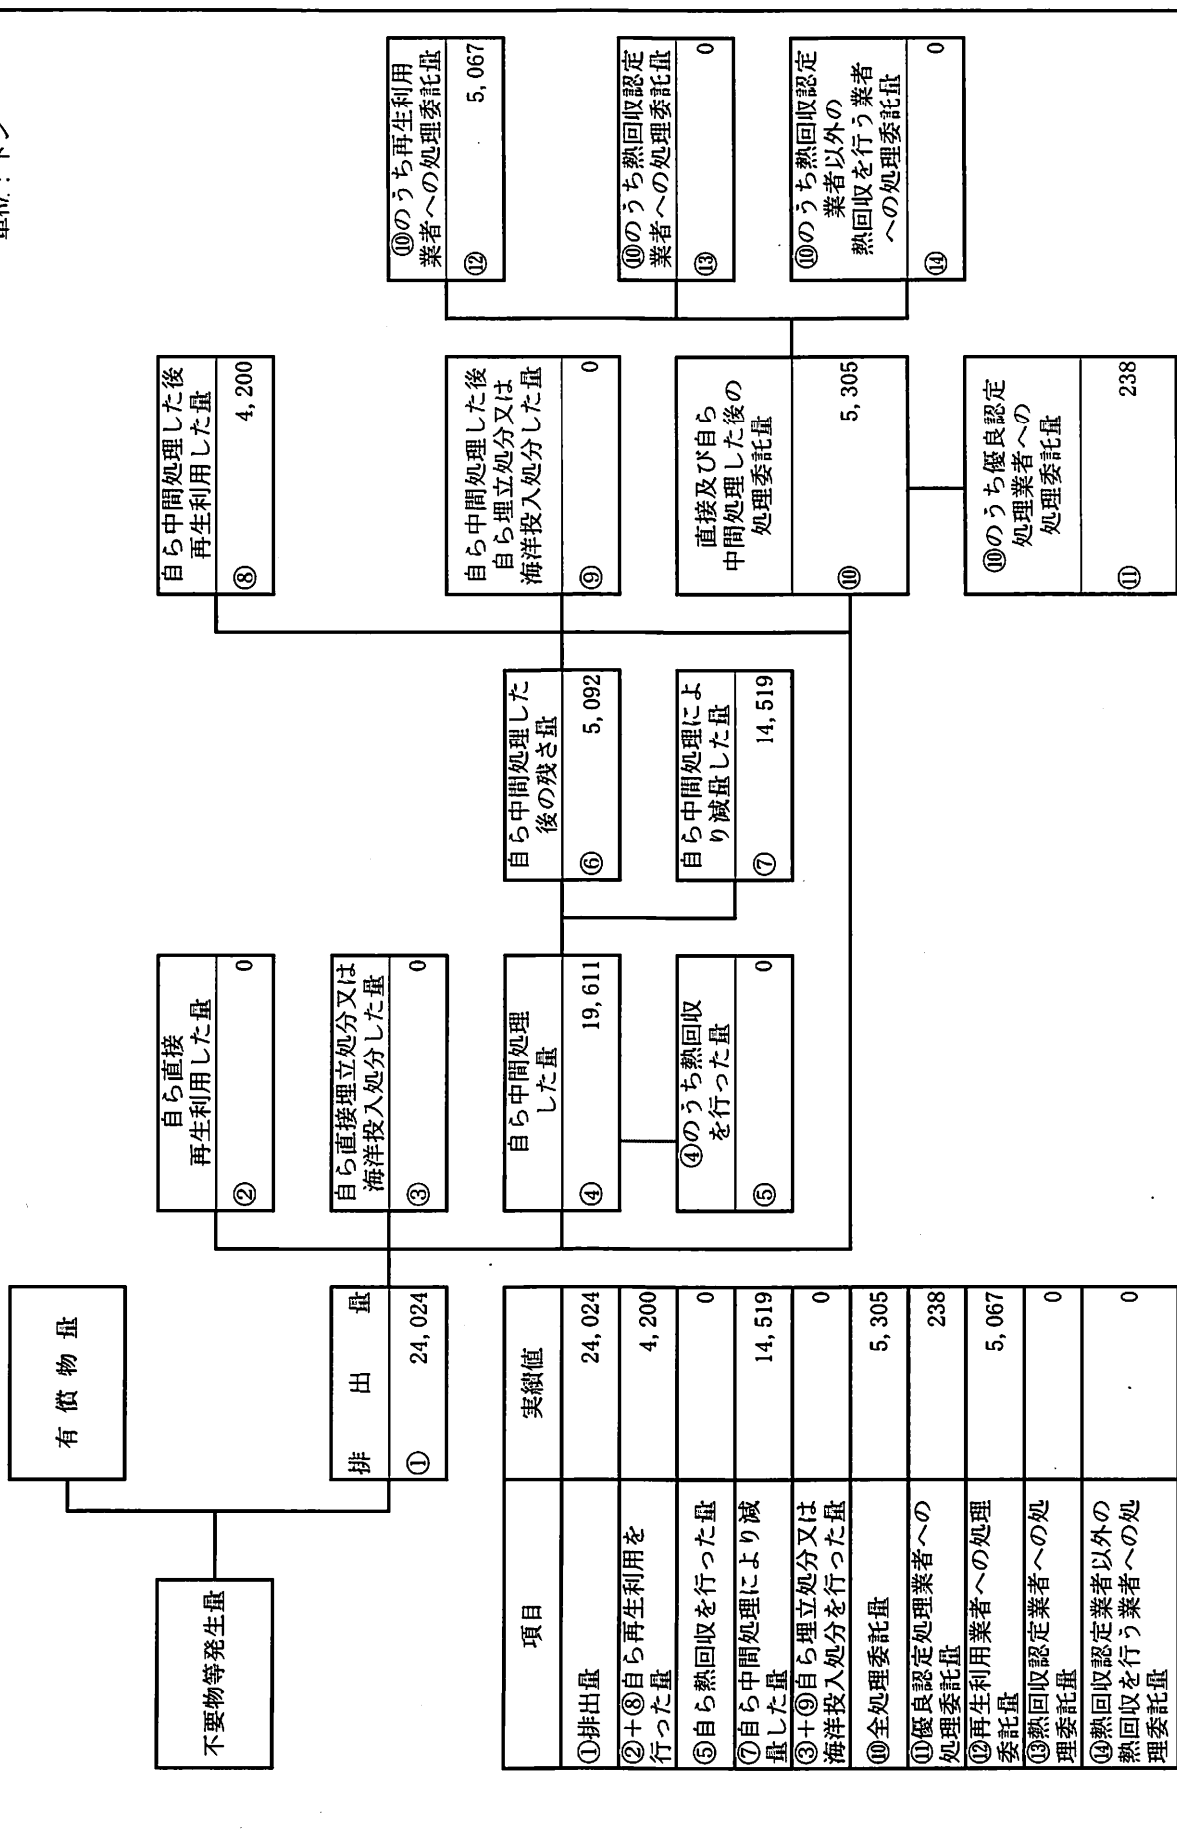 単位：トン
有償物量
不要物等発生量
排出量
① 24,024
自ら直接
再生利用した量
② 0
自ら直接埋立処分又は
海洋投入処分した量
③ 0
自ら中間処理
した量
④ 19,611
④のうち熱回収
を行った量
⑤ 0
自ら中間処理した
後の残さ量
⑥ 5,092
自ら中間処理によ
り減量した量
⑦ 14,519
自ら中間処理した後
再生利用した量
⑧ 4,200
自ら中間処理した後
自ら埋立処分又は
海洋投入処分した量
⑨ 0
直接及び自ら
中間処理した後の
処理委託量
⑩ 5,305
⑩のうち優良認定
処理業者への
処理委託量
⑪ 238
⑩のうち再生利用
業者への処理委託量
⑫ 5,067
⑩のうち熱回収認定
業者への処理委託量
⑬ 0
⑩のうち熱回収認定
業者以外の
熱回収を行う業者
への処理委託量
⑭ 0
項目 実績値
①排出量 24,024
②+⑧自ら再生利用を
行った量 4,200
⑤自ら熱回収を行った量 0
⑦自ら中間処理により減
量した量 14,519
③+⑨自ら埋立処分又は
海洋投入処分を行った量 0
⑩全処理委託量 5,305
⑪優良認定処理業者への
処理委託量 238
⑫再生利用業者への処理
委託量 5,067
⑬熱回収認定業者への処
理委託量 0
⑭熱回収認定業者以外の
熱回収を行う業者への処
理委託量 0